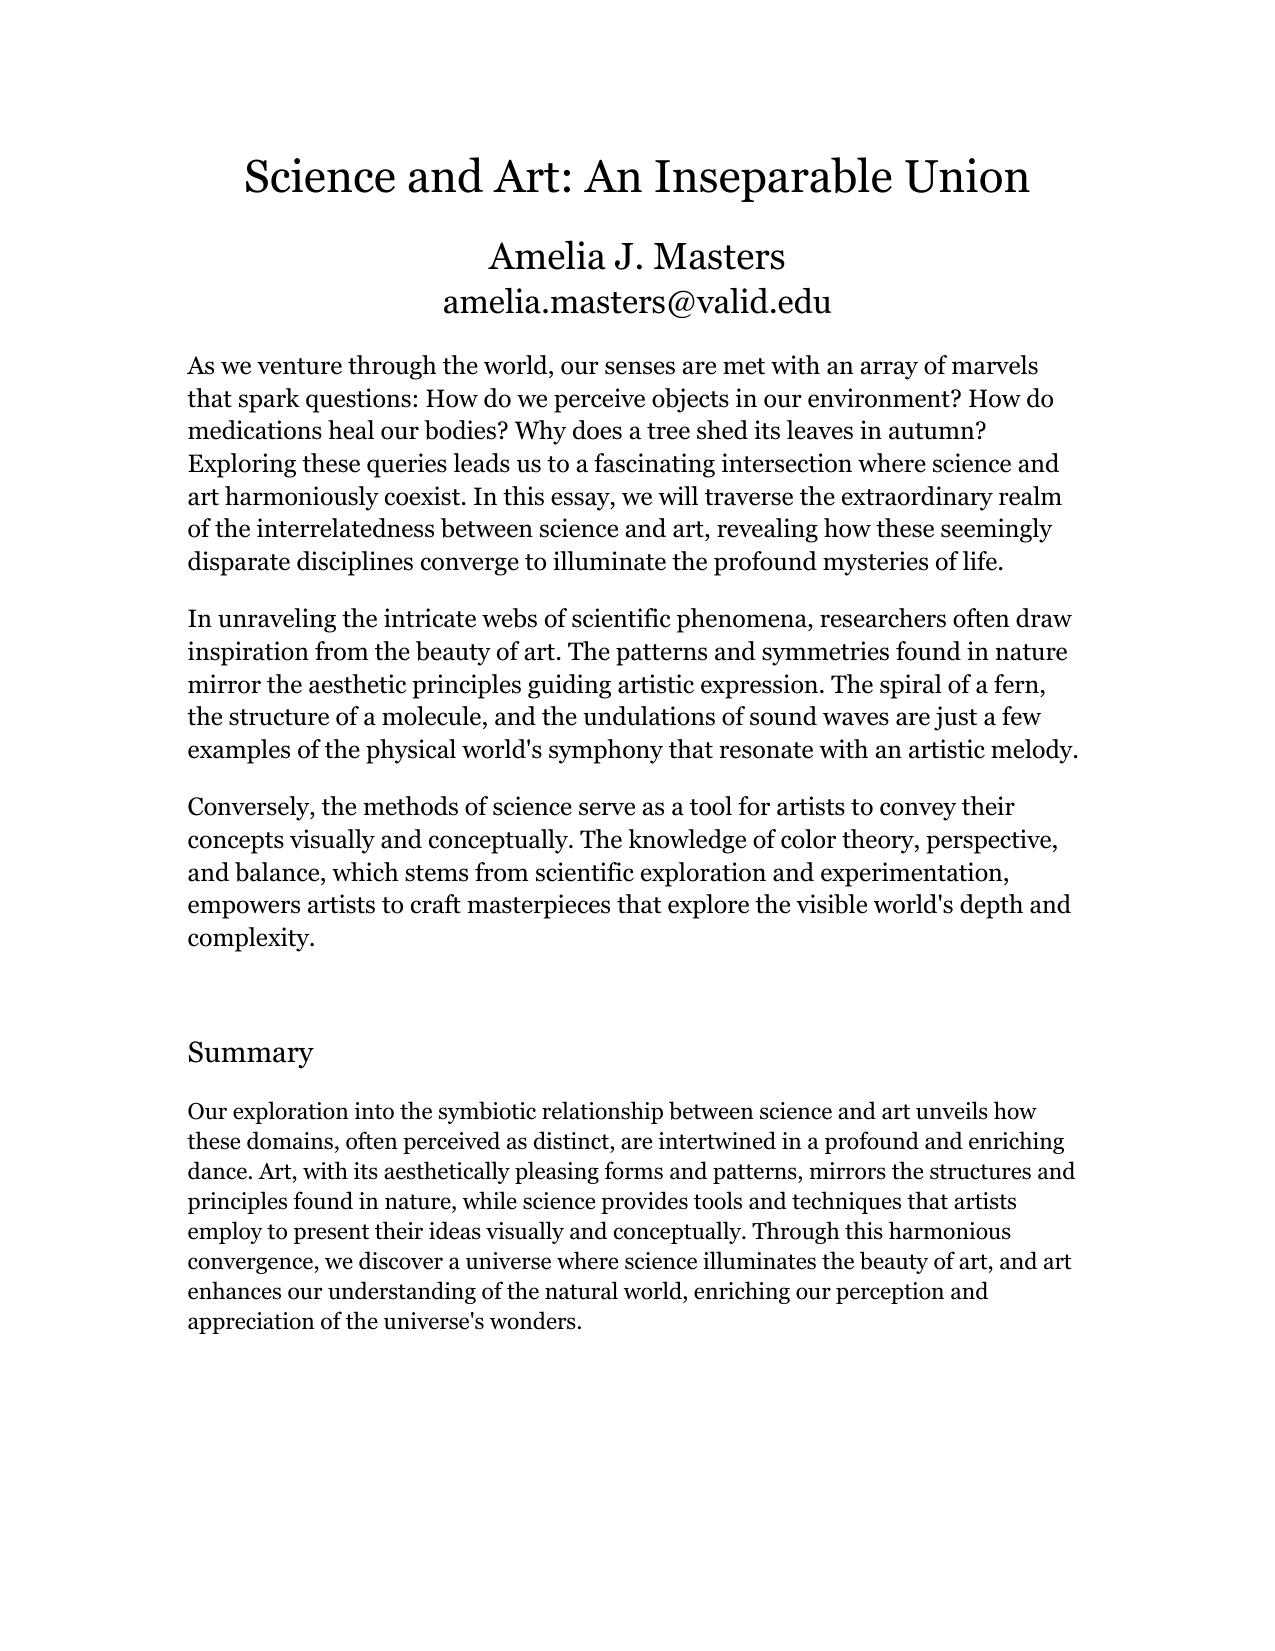 Science and Art: An Inseparable Union
Amelia J. Masters
amelia.masters@valid.edu
As we venture through the world, our senses are met with an array of marvels
that spark questions: How do we perceive objects in our environment? How do
medications heal our bodies? Why does a tree shed its leaves in autumn?
Exploring these queries leads us to a fascinating intersection where science and
art harmoniously coexist. In this essay, we will traverse the extraordinary realm
of the interrelatedness between science and art, revealing how these seemingly
disparate disciplines converge to illuminate the profound mysteries of life.
In unraveling the intricate webs of scientific phenomena, researchers often draw
inspiration from the beauty of art. The patterns and symmetries found in nature
mirror the aesthetic principles guiding artistic expression. The spiral of a fern,
the structure of a molecule, and the undulations of sound waves are just a few
examples of the physical world's symphony that resonate with an artistic melody.
Conversely, the methods of science serve as a tool for artists to convey their
concepts visually and conceptually. The knowledge of color theory, perspective,
and balance, which stems from scientific exploration and experimentation,
empowers artists to craft masterpieces that explore the visible world's depth and
complexity.
Summary
Our exploration into the symbiotic relationship between science and art unveils how
these domains, often perceived as distinct, are intertwined in a profound and enriching
dance. Art, with its aesthetically pleasing forms and patterns, mirrors the structures and
principles found in nature, while science provides tools and techniques that artists
employ to present their ideas visually and conceptually. Through this harmonious
convergence, we discover a universe where science illuminates the beauty of art, and art
enhances our understanding of the natural world, enriching our perception and
appreciation of the universe's wonders.